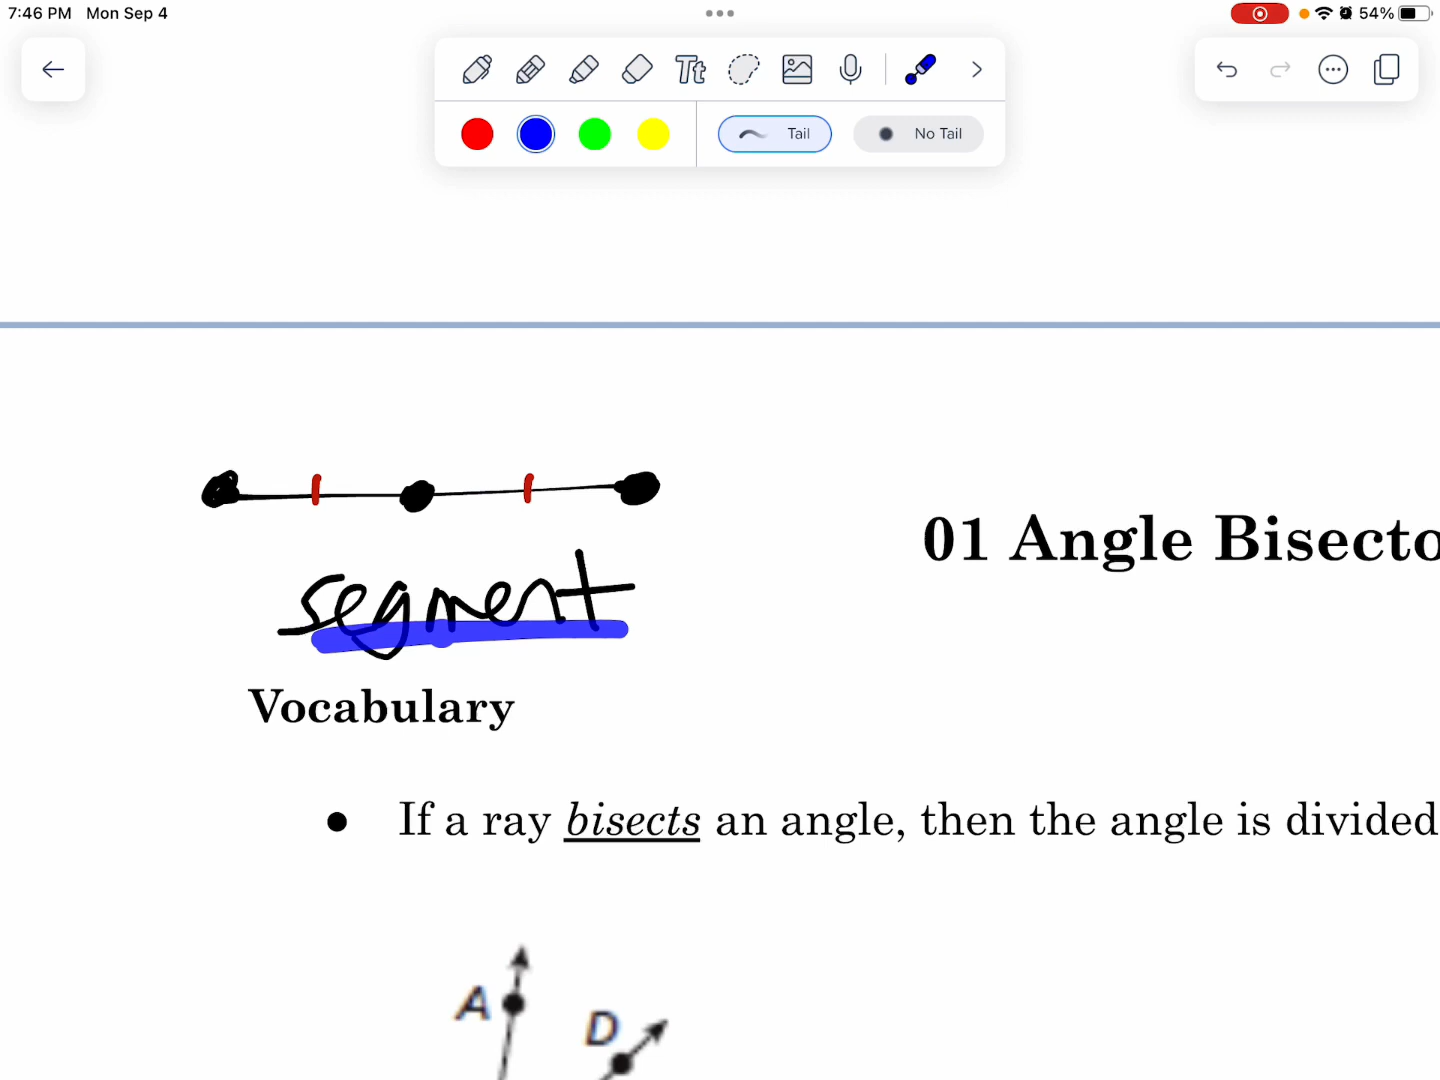 7:46 PM Mon Sep 4
54%
Tt
Tail
No Tail
01 Angle Bisecto
segment
Vocabulary
If a ray bisects an angle, then the angle is divided
A
D